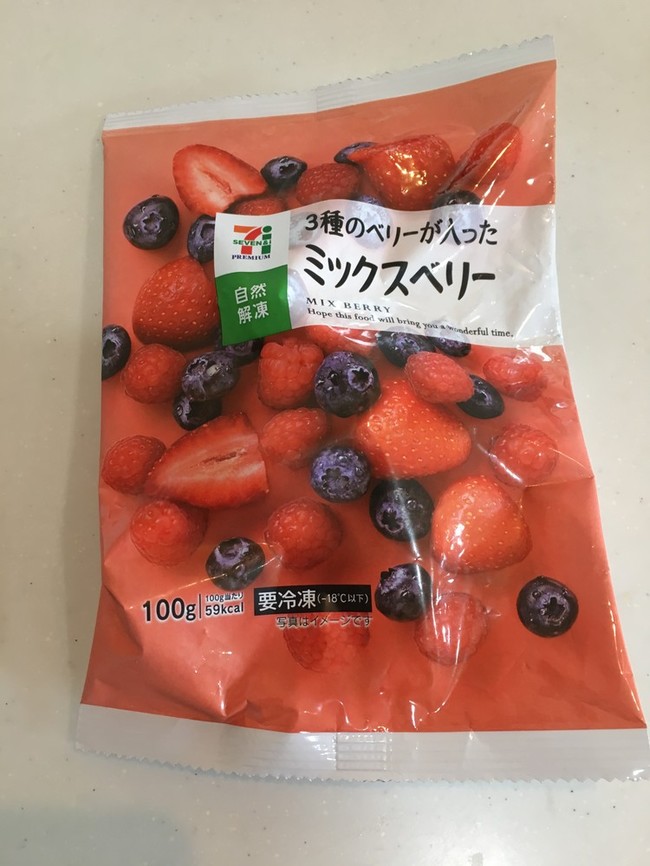 3種のベリーが入った
ミックスベリー
MIX BERRY
Hope this food will bring you a wonderful time.
7i
SEVEN&i
PREMIUM
自然
解凍
100g
100g当たり
59kcal
要冷凍(-18℃以下)
写真はイメージです